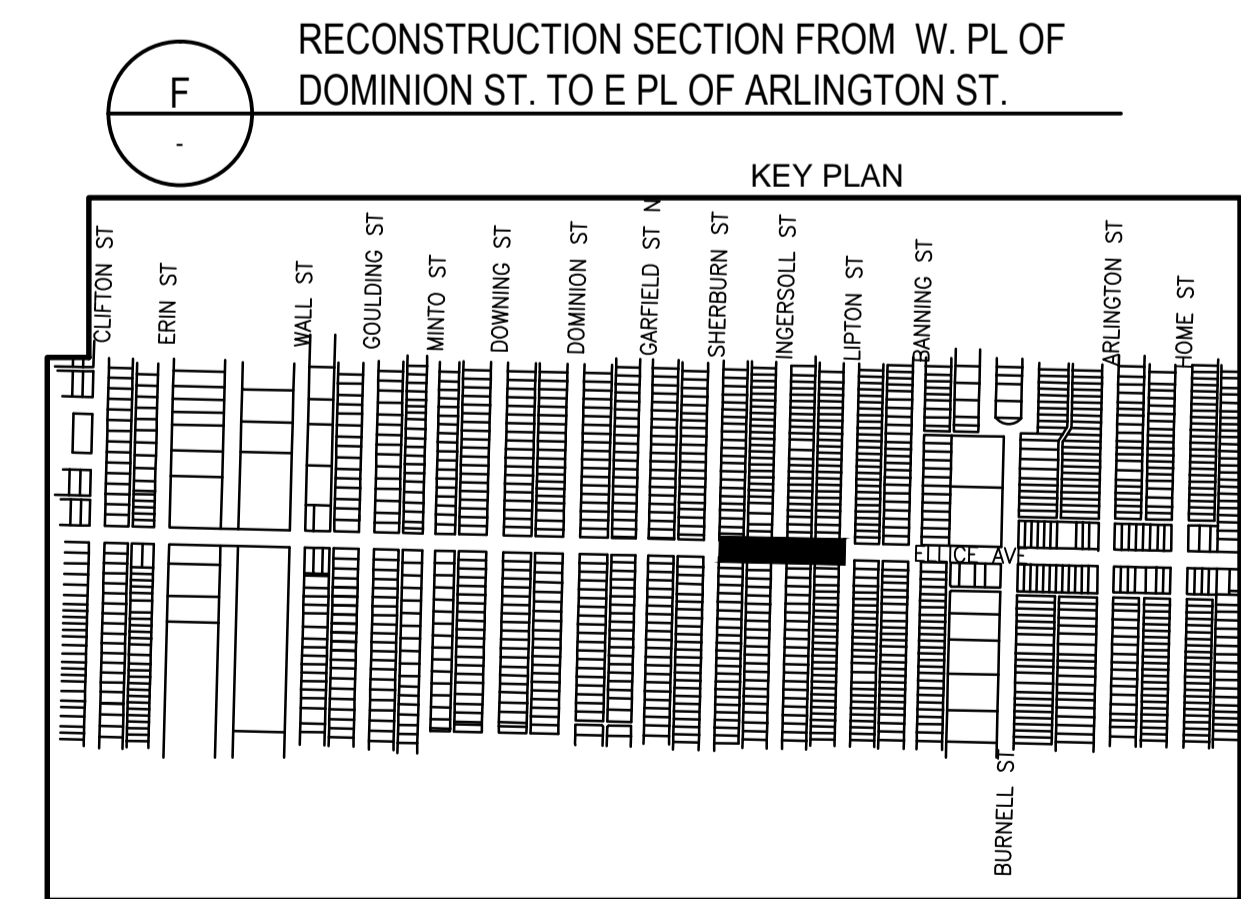 F
-
RECONSTRUCTION SECTION FROM W. PL OF
DOMINION ST. TO E PL OF ARLINGTON ST.
KEY PLAN
CLIFTON ST
ERIN ST
WALL ST
GOULDING ST
MINTO ST
DOWNING ST
DOMINION ST
GARFIELD ST N
SHERBURN ST
INGERSOLL ST
LIPTON ST
BANNING ST
ARLINGTON ST
HOME ST
ELLICE AVE
BURNELL ST